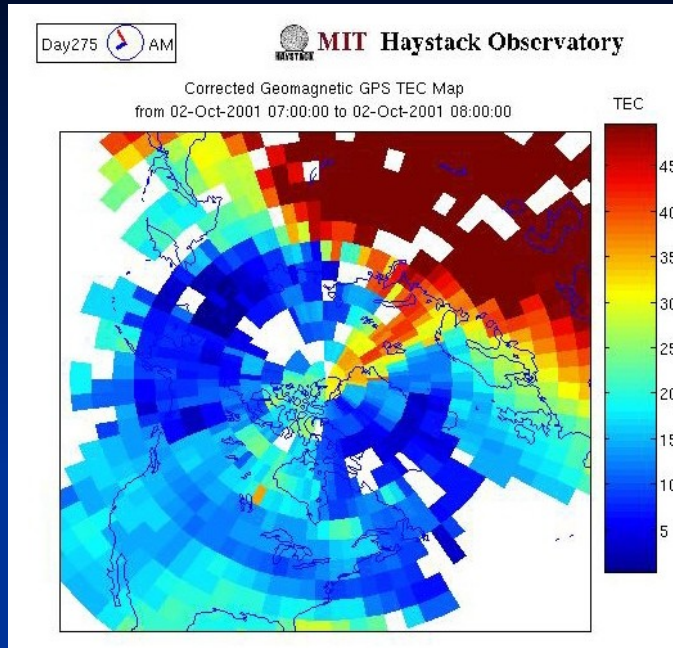 Day275 AM
HAYSTACK
MIT Haystack Observatory
Corrected Geomagnetic GPS TEC Map
from 02-Oct-2001 07:00:00 to 02-Oct-2001 08:00:00
TEC
45
40
35
30
25
20
15
10
5